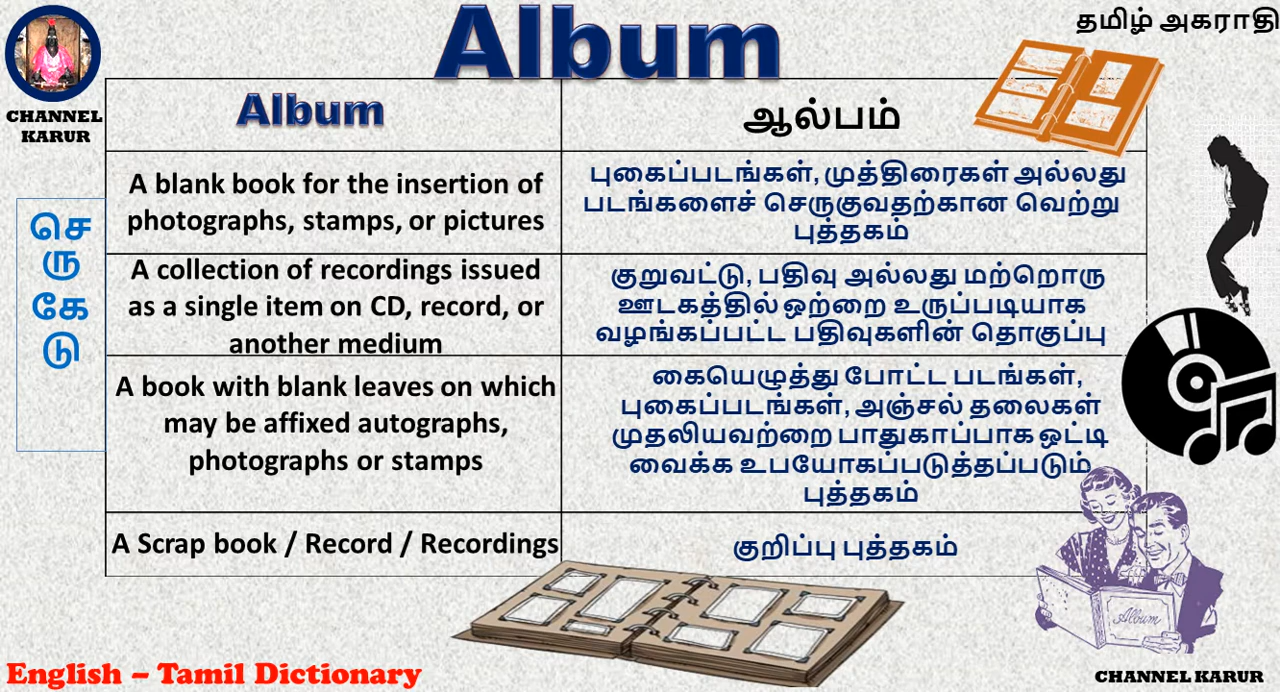 Album
தமிழ் அகராதி
CHANNEL
KARUR
Album
ஆல்பம்
A blank book for the insertion of
photographs, stamps, or pictures
புகைப்படங்கள், முத்திரைகள் அல்லது
படங்களைச் செருகுவதற்கான வெற்று
புத்தகம்
செ
ரு
கே
டு
A collection of recordings issued
as a single item on CD, record, or
another medium
குறுவட்டு, பதிவு அல்லது மற்றொரு
ஊடகத்தில் ஒற்றை உருப்படியாக
வழங்கப்பட்ட பதிவுகளின் தொகுப்பு
A book with blank leaves on which
may be affixed autographs,
photographs or stamps
கையெழுத்து போட்ட படங்கள்,
புகைப்படங்கள், அஞ்சல் தலைகள்
முதலியவற்றை பாதுகாப்பாக ஒட்டி
வைக்க உபயோகப்படுத்தப்படும்
புத்தகம்
A Scrap book / Record / Recordings
குறிப்பு புத்தகம்
Album
English – Tamil Dictionary
CHANNEL KARUR